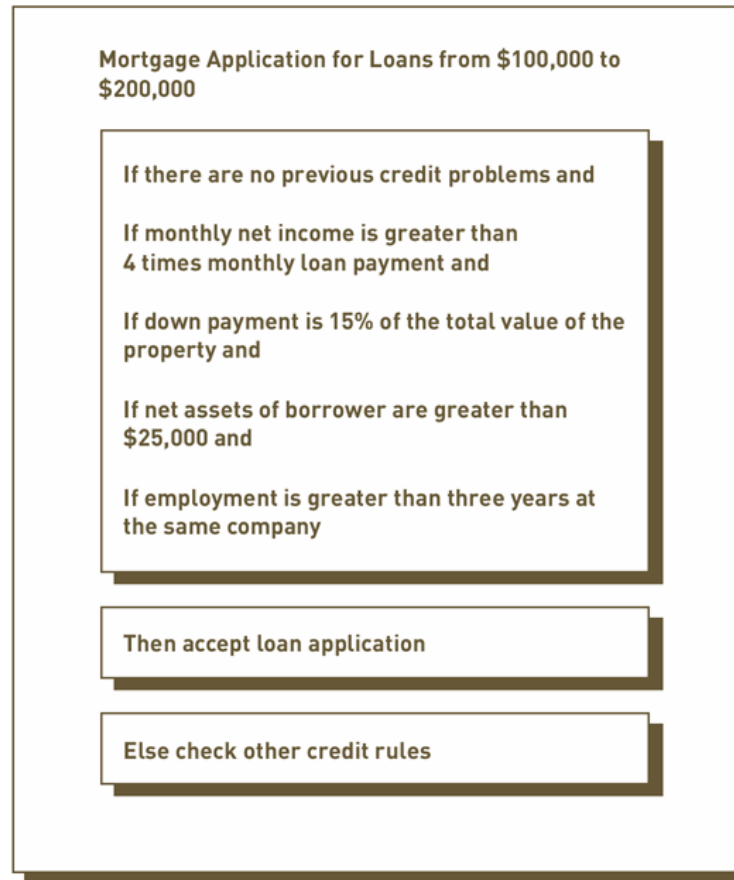 Mortgage Application for Loans from $100,000 to
$200,000
If there are no previous credit problems and
If monthly net income is greater than
4 times monthly loan payment and
If down payment is 15% of the total value of the
property and
If net assets of borrower are greater than
$25,000 and
If employment is greater than three years at
the same company
Then accept loan application
Else check other credit rules